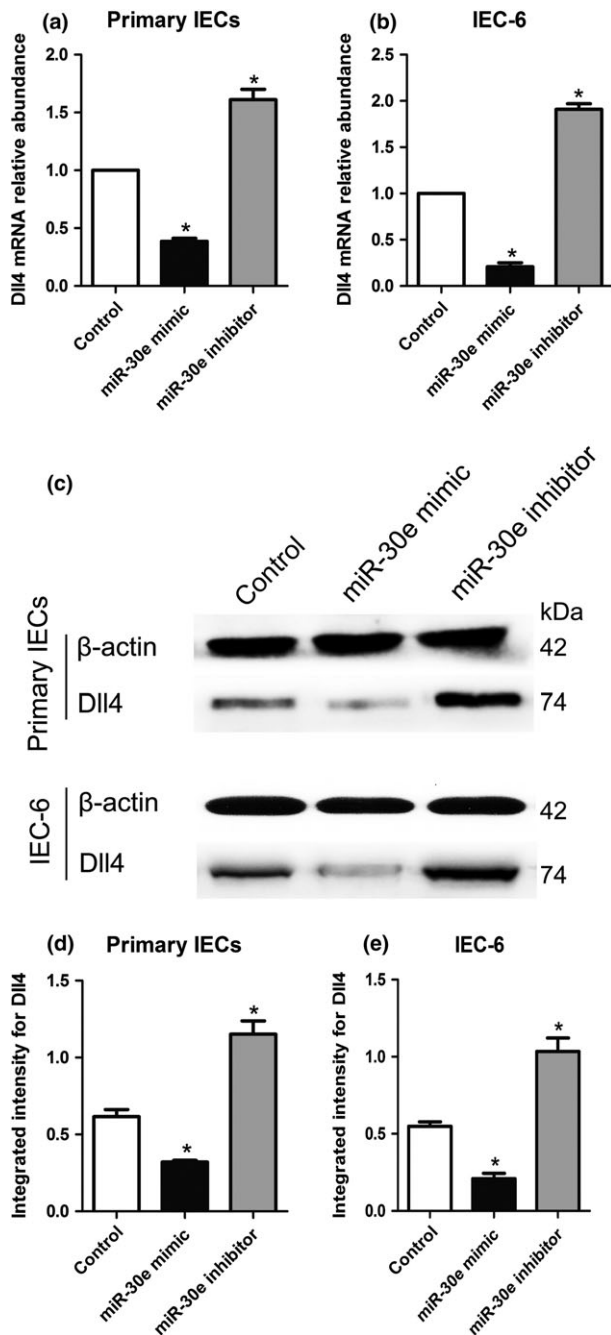 (a)
Primary IECs
Dll4 mRNA relative abundance
2.0
1.5
1.0
0.5
0.0
*
*
Control
miR-30e mimic
miR-30e inhibitor
(b)
IEC-6
Dll4 mRNA relative abundance
2.5
2.0
1.5
1.0
0.5
0.0
*
*
Control
miR-30e mimic
miR-30e inhibitor
(c)
Control
miR-30e mimic
miR-30e inhibitor
kDa
Primary IECs
β-actin
42
Dll4
74
IEC-6
β-actin
42
Dll4
74
(d)
Primary IECs
Integrated intensity for Dll4
1.5
1.0
0.5
0.0
*
*
Control
miR-30e mimic
miR-30e inhibitor
(e)
IEC-6
Integrated intensity for Dll4
1.5
1.0
0.5
0.0
*
*
Control
miR-30e mimic
miR-30e inhibitor